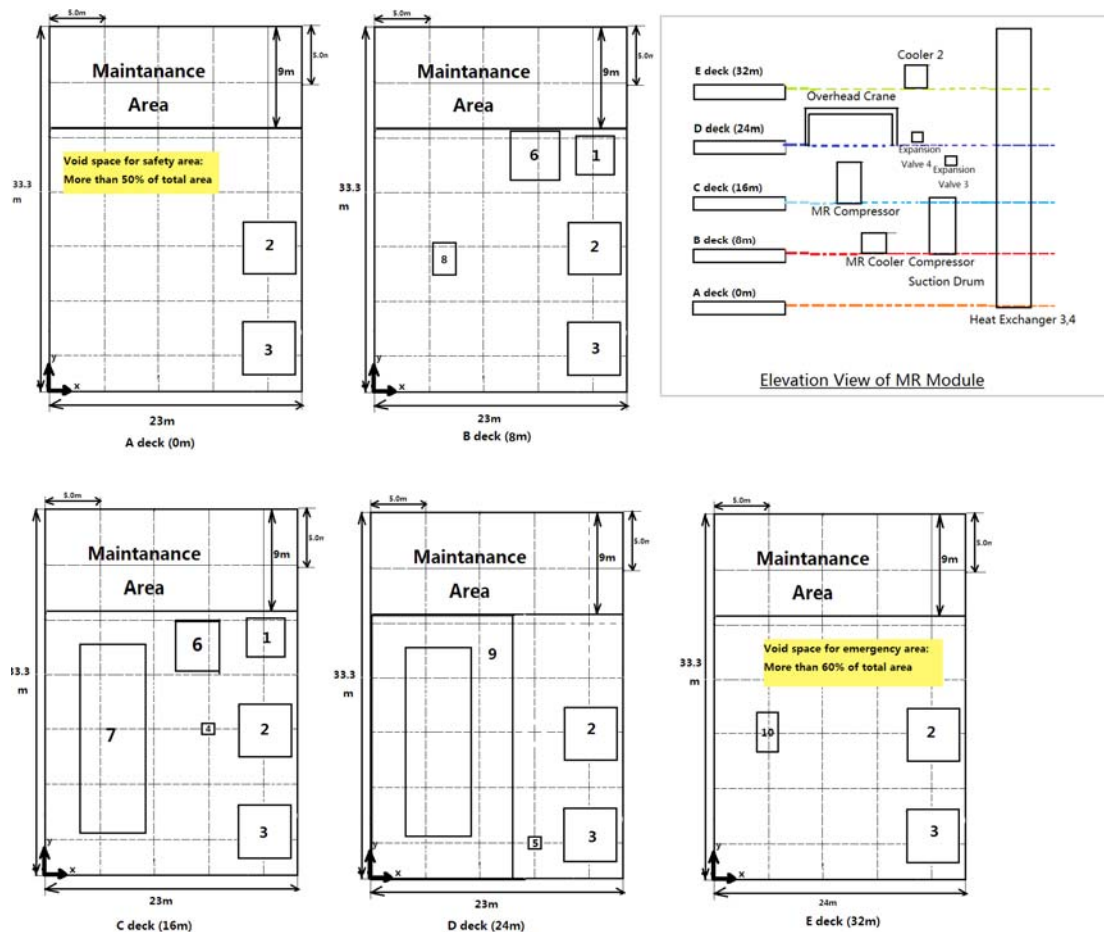 5.0m
Maintanance
Area
9m
5.0m
Void space for safety area:
More than 50% of total area
33.3
m
2
3
y
x
23m
A deck (0m)
5.0m
Maintanance
Area
9m
5.0m
33.3
m
6
1
2
8
3
y
x
23m
B deck (8m)
Cooler 2
E deck (32m)
Overhead Crane
D deck (24m)
Expansion
Valve 4
Expansion
Valve 3
C deck (16m)
MR Compressor
B deck (8m)
MR Cooler Compressor
Suction Drum
A deck (0m)
Heat Exchanger 3,4
Elevation View of MR Module
5.0m
Maintanance
Area
9m
5.0m
33.3
m
6
1
7
4
2
3
y
x
23m
C deck (16m)
5.0m
Maintanance
Area
9m
5.0m
33.3
m
9
2
5
3
y
x
23m
D deck (24m)
5.0m
Maintanance
Area
9m
5.0m
Void space for emergency area:
More than 60% of total area
33.3
m
10
2
3
y
x
24m
E deck (32m)